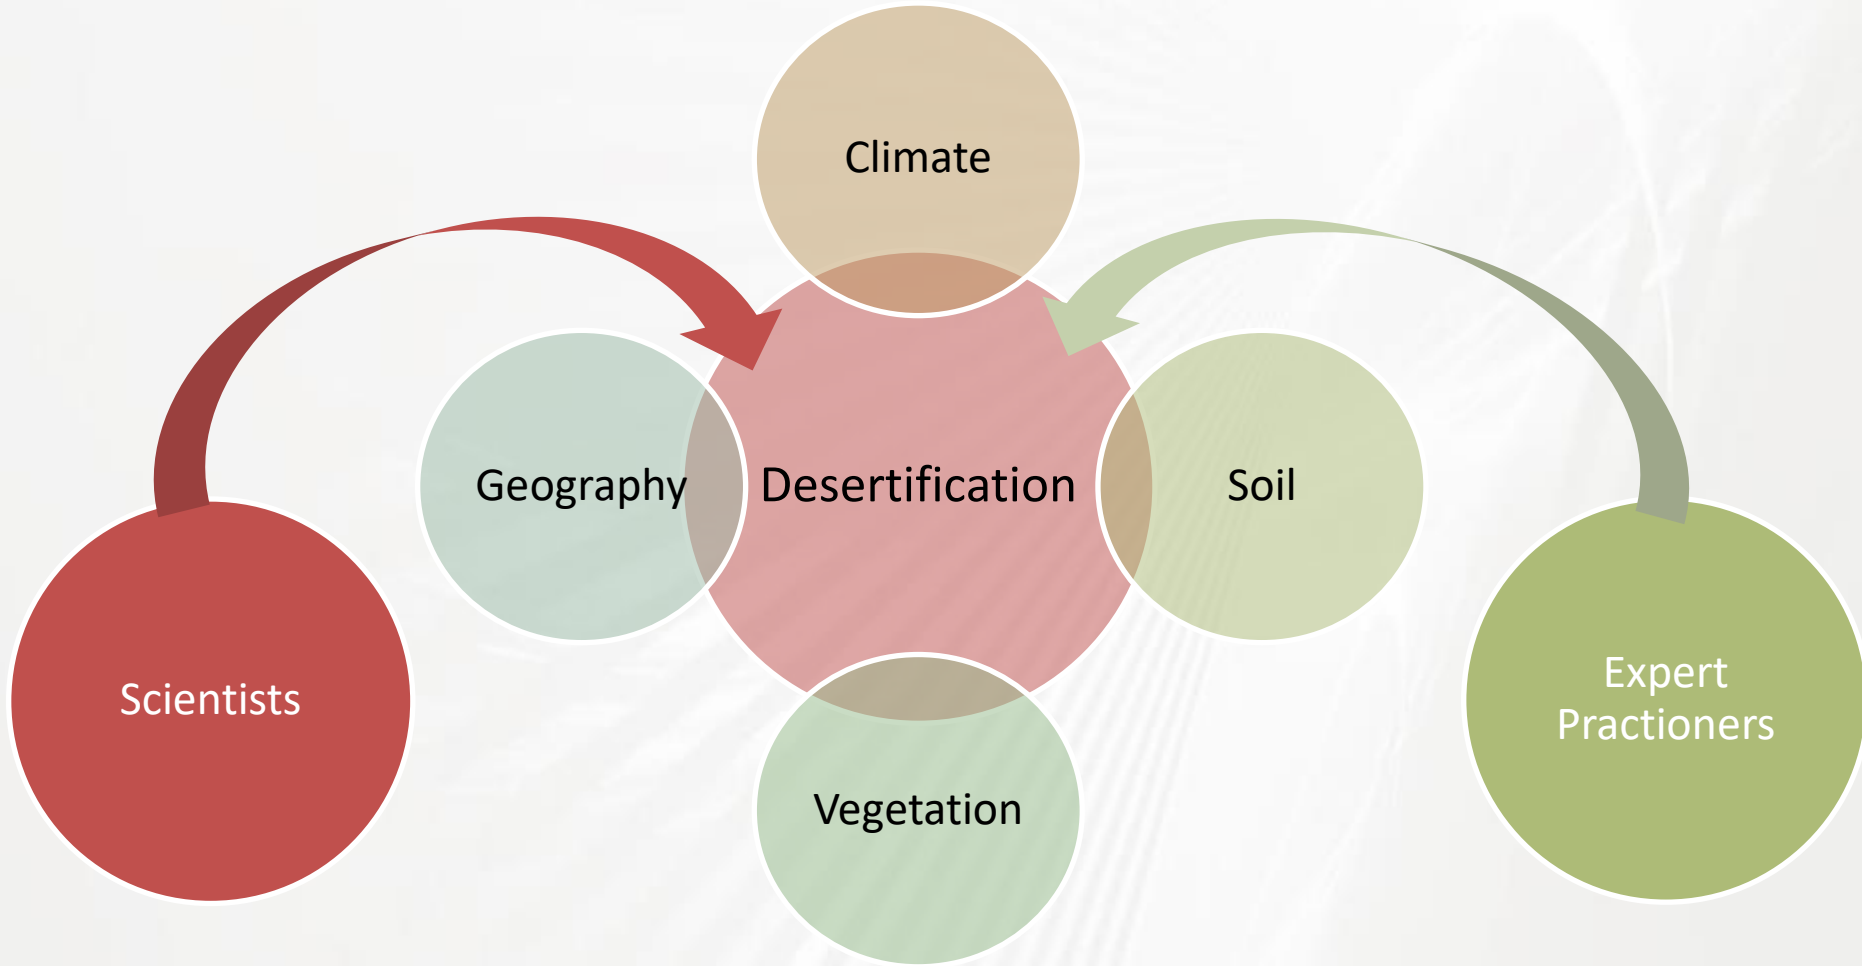 Climate
Geography
Desertification
Soil
Scientists
Expert
Practioners
Vegetation